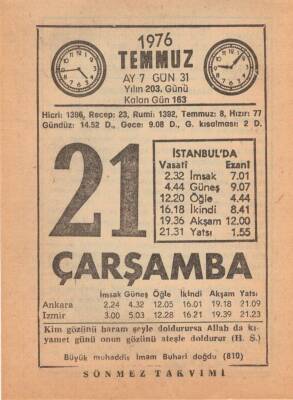 1976
TEMMUZ
AY 7 GÜN 31
Yılın 203. Günü
Kalan Gün 163
Hicri: 1396, Recep: 23, Rumi: 1392, Temmuz: 8, Hızır: 77
Gündüz: 14.52 D., Gece: 9.08 D., G. kısalması: 2 D.
21
İSTANBUL'DA
Vasatî Ezanî
2.32 İmsak 7.01
4.44 Güneş 9.07
12.20 Öğle 4.44
16.18 İkindi 8.41
19.36 Akşam 12.00
21.31 Yatsı 1.55
ÇARŞAMBA
İmsak Güneş Öğle İkindi Akşam Yatsı
Ankara 2.24 4.32 12.05 16.01 19.18 21.09
İzmir 3.00 5.03 12.28 16.21 19.39 21.23
Kim gözünü haram şeyle doldurursa Allah da kı-
yamet günü onun gözünü ateşle doldurur (H. Ş.)
Büyük muhaddis İmam Buharî doğdu (810)
SÖNMEZ TAKVİMİ